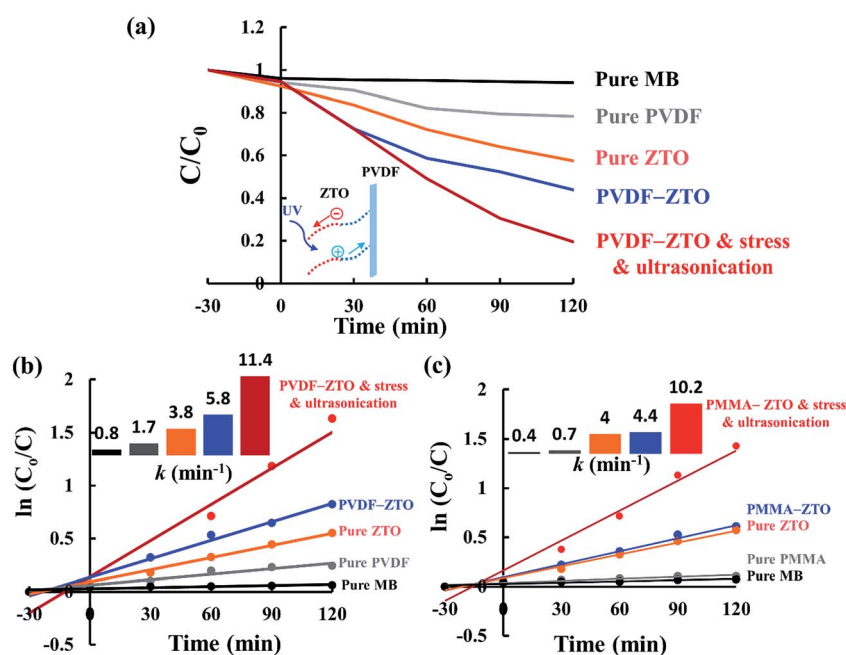 (a)
1.2
1
0.8
0.6
0.4
0.2
0
C/C0
Pure MB
Pure PVDF
Pure ZTO
PVDF–ZTO
PVDF–ZTO & stress
& ultrasonication
PVDF
ZTO
UV
−
+
-30 0 30 60 90 120
Time (min)
(b)
2
1.5
1
0.5
0
-0.5
ln (C0/C)
0.8 1.7 3.8 5.8 11.4
k (min-1)
PVDF–ZTO & stress
& ultrasonication
PVDF–ZTO
Pure ZTO
Pure PVDF
Pure MB
-30 0 30 60 90 120
Time (min)
(c)
2
1.5
1
0.5
0
-0.5
ln (C0/C)
0.4 0.7 4 4.4 10.2
k (min-1)
PMMA– ZTO & stress
& ultrasonication
PMMA–ZTO
Pure ZTO
Pure PMMA
Pure MB
-30 0 30 60 90 120
Time (min)